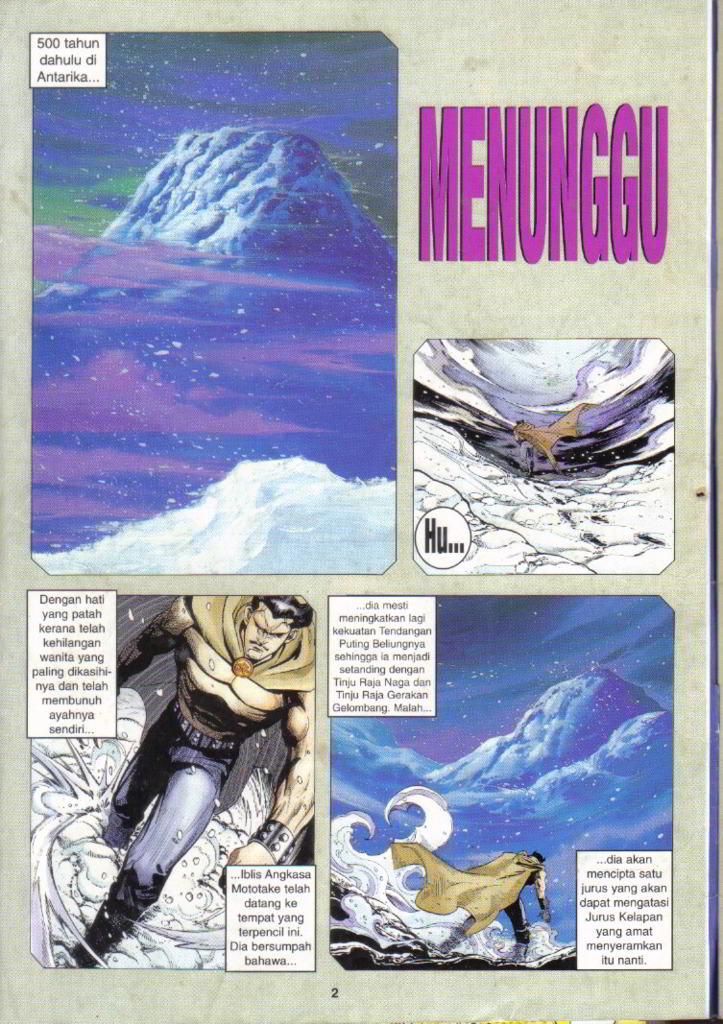 500 tahun
dahulu di
Antarika...
MENUNGGU
Hu...
Dengan hati
yang patah
kerana telah
kehilangan
wanita yang
paling dikasihi-
nya dan telah
membunuh
ayahnya
sendiri...
...Iblis Angkasa
Mototake telah
datang ke
tempat yang
terpencil ini.
Dia bersumpah
bahawa...
...dia mesti
meningkatkan lagi
kekuatan Tendangan
Puting Beliungnya
sehingga ia menjadi
setanding dengan
Tinju Raja Naga dan
Tinju Raja Gerakan
Gelombang. Malah...
...dia akan
mencipta satu
jurus yang akan
dapat mengatasi
Jurus Kelapan
yang amat
menyeramkan
itu nanti.
2